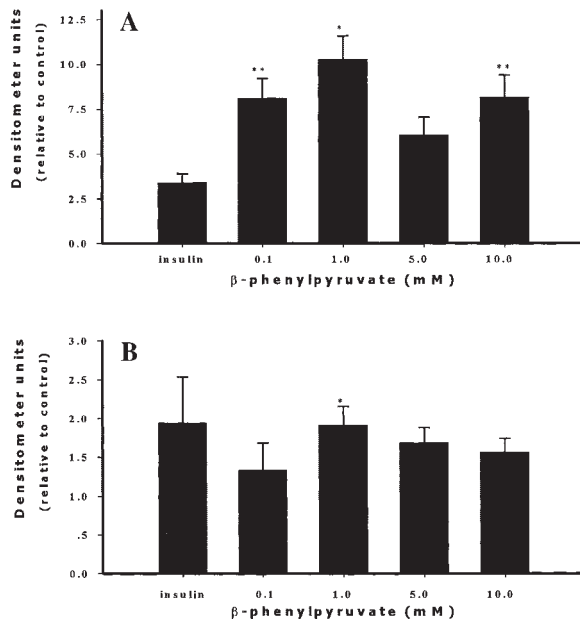 A
Densitometer units
(relative to control)
12.5
10.0
7.5
5.0
2.5
0.0
**
*
**
insulin 0.1 1.0 5.0 10.0
β-phenylpyruvate (mM)
B
Densitometer units
(relative to control)
3.0
2.5
2.0
1.5
1.0
.5
0.0
*
insulin 0.1 1.0 5.0 10.0
β-phenylpyruvate (mM)